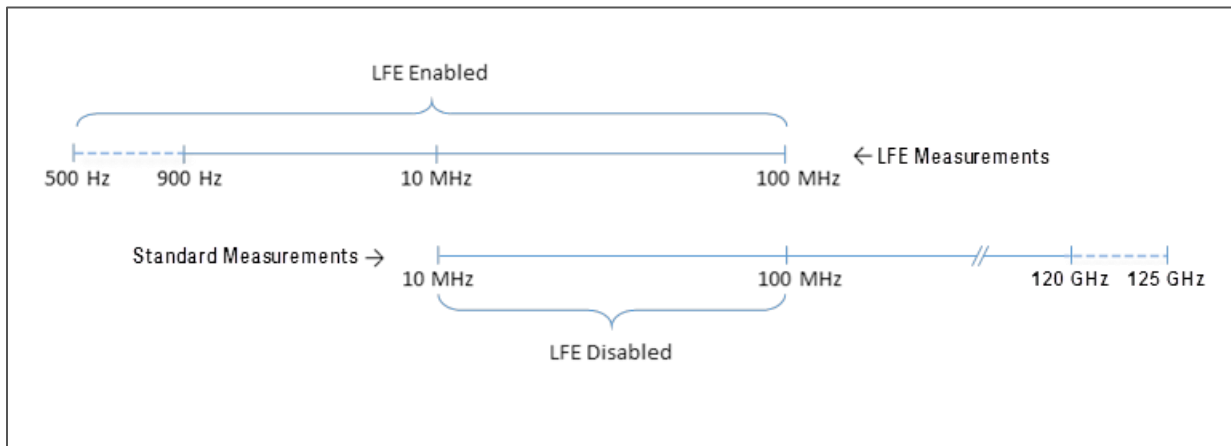 LFE Enabled
500 Hz 900 Hz 10 MHz 100 MHz
← LFE Measurements
Standard Measurements →
10 MHz 100 MHz 120 GHz 125 GHz
LFE Disabled